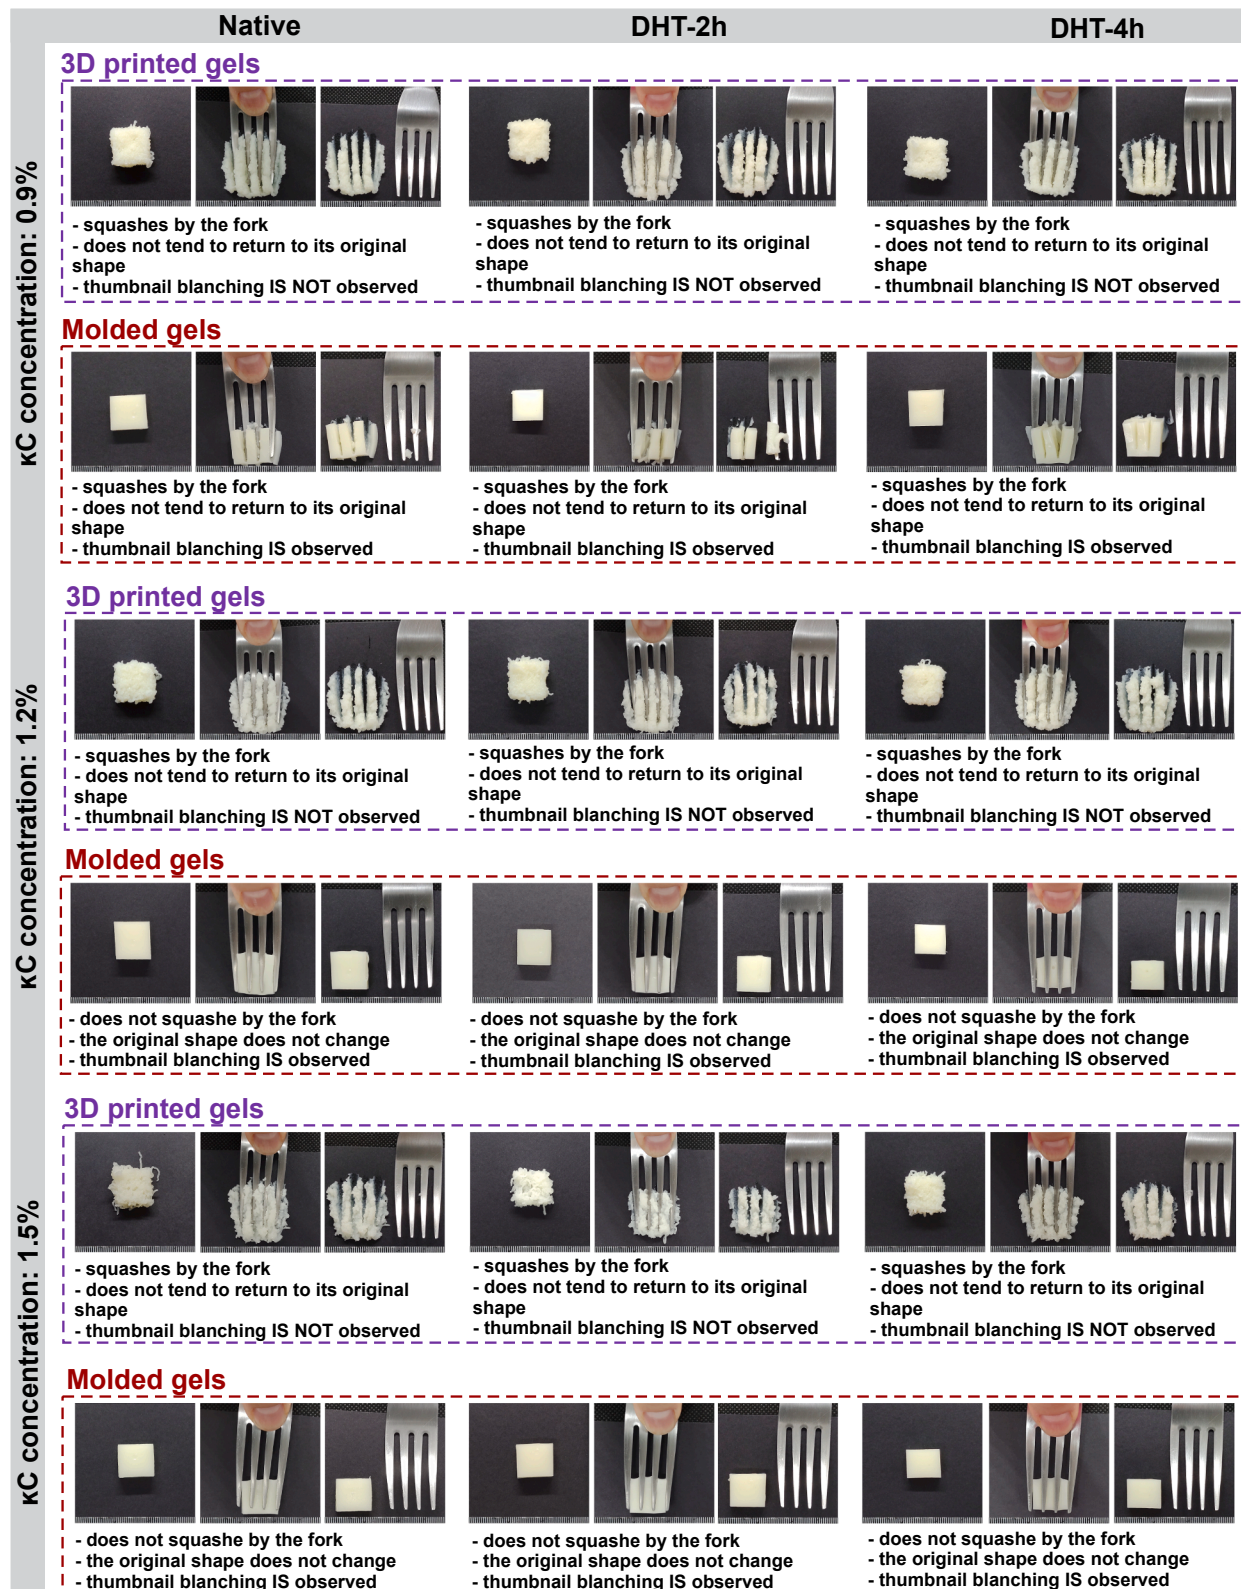 Native DHT-2h DHT-4h
κC concentration: 0.9%
3D printed gels
- squashes by the fork
- does not tend to return to its original
shape
- thumbnail blanching IS NOT observed
- squashes by the fork
- does not tend to return to its original
shape
- thumbnail blanching IS NOT observed
- squashes by the fork
- does not tend to return to its original
shape
- thumbnail blanching IS NOT observed
Molded gels
- squashes by the fork
- does not tend to return to its original
shape
- thumbnail blanching IS observed
- squashes by the fork
- does not tend to return to its original
shape
- thumbnail blanching IS observed
- squashes by the fork
- does not tend to return to its original
shape
- thumbnail blanching IS observed
κC concentration: 1.2%
3D printed gels
- squashes by the fork
- does not tend to return to its original
shape
- thumbnail blanching IS NOT observed
- squashes by the fork
- does not tend to return to its original
shape
- thumbnail blanching IS NOT observed
- squashes by the fork
- does not tend to return to its original
shape
- thumbnail blanching IS NOT observed
Molded gels
- does not squashe by the fork
- the original shape does not change
- thumbnail blanching IS observed
- does not squashe by the fork
- the original shape does not change
- thumbnail blanching IS observed
- does not squashe by the fork
- the original shape does not change
- thumbnail blanching IS observed
κC concentration: 1.5%
3D printed gels
- squashes by the fork
- does not tend to return to its original
shape
- thumbnail blanching IS NOT observed
- squashes by the fork
- does not tend to return to its original
shape
- thumbnail blanching IS NOT observed
- squashes by the fork
- does not tend to return to its original
shape
- thumbnail blanching IS NOT observed
Molded gels
- does not squashe by the fork
- the original shape does not change
- thumbnail blanching IS observed
- does not squashe by the fork
- the original shape does not change
- thumbnail blanching IS observed
- does not squashe by the fork
- the original shape does not change
- thumbnail blanching IS observed